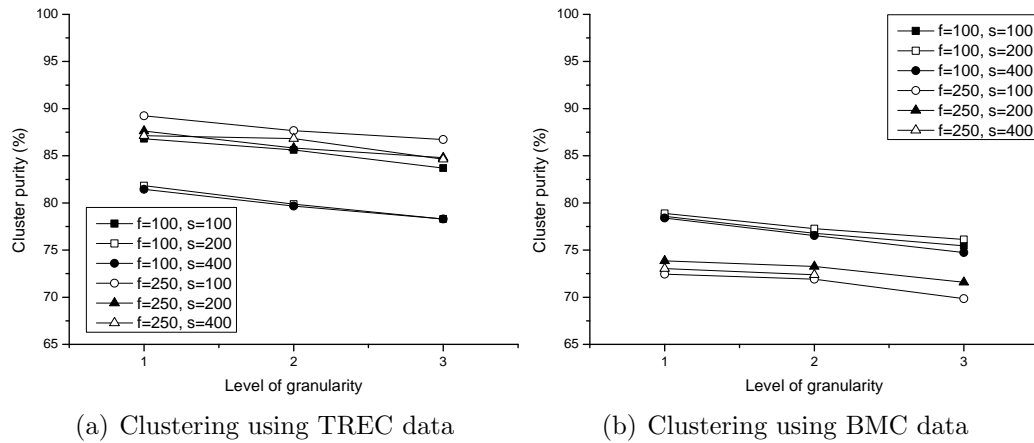 100
95
90
85
80
75
70
65
Cluster purity (%)
f=100, s=100
f=100, s=200
f=100, s=400
f=250, s=100
f=250, s=200
f=250, s=400
1 2 3
Level of granularity
(a) Clustering using TREC data
100
95
90
85
80
75
70
65
Cluster purity (%)
f=100, s=100
f=100, s=200
f=100, s=400
f=250, s=100
f=250, s=200
f=250, s=400
1 2 3
Level of granularity
(b) Clustering using BMC data